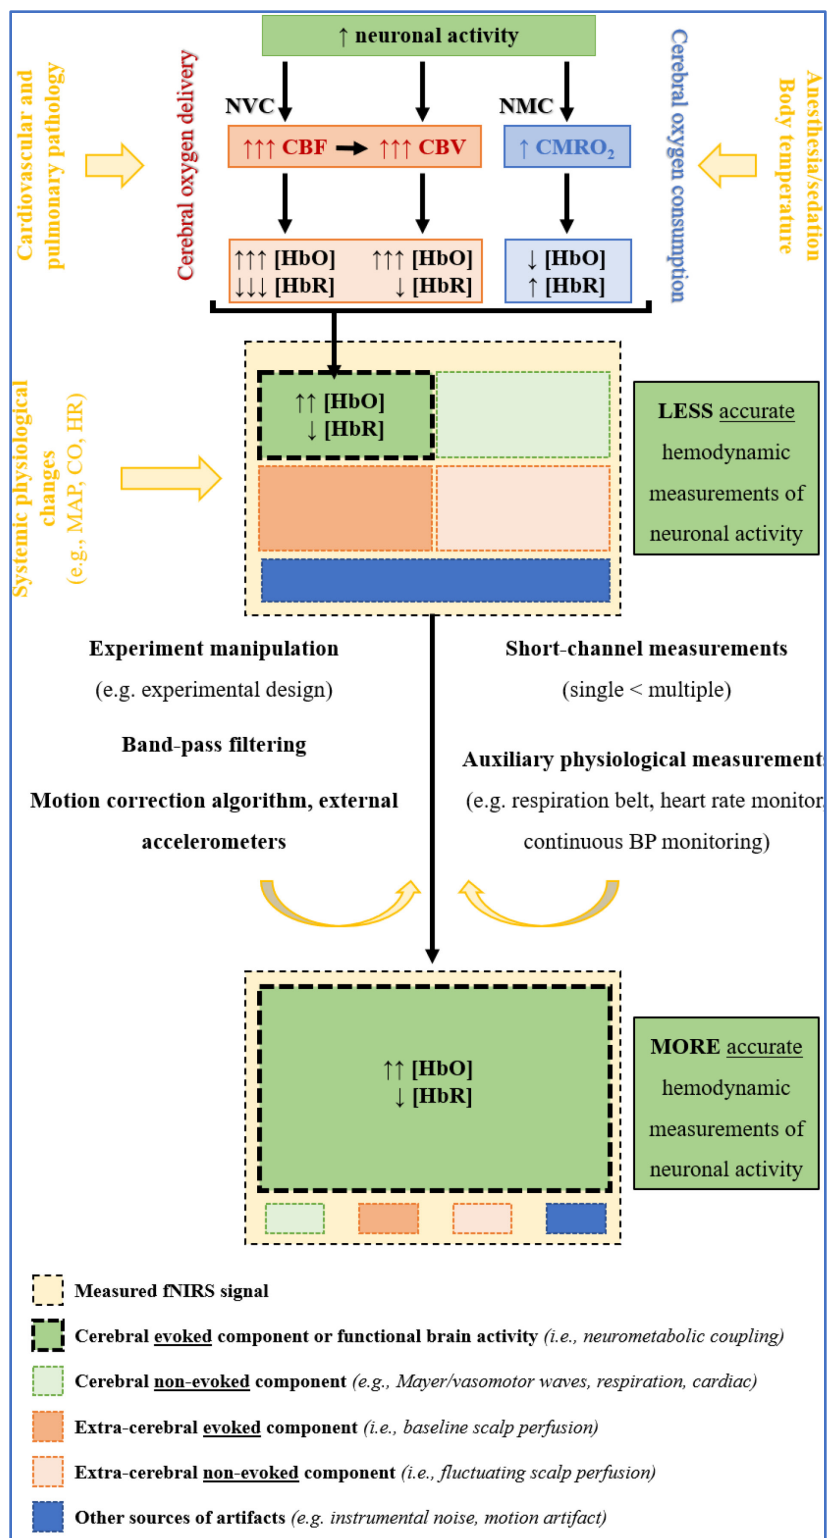 ↑ neuronal activity
Cardiovascular and
pulmonary pathology
Cerebral oxygen delivery
NVC
NMC
Cerebral oxygen consumption
Anesthesia/sedation
Body temperature
↑↑↑ CBF
↑↑↑ CBV
↑ CMRO₂
↑↑↑ [HbO]
↓↓↓ [HbR]
↑↑↑ [HbO]
↓ [HbR]
↓ [HbO]
↑ [HbR]
Systemic physiological
changes
(e.g., MAP, CO, HR)
↑↑ [HbO]
↓ [HbR]
LESS accurate
hemodynamic
measurements of
neuronal activity
Experiment manipulation
(e.g. experimental design)
Band-pass filtering
Motion correction algorithm, external
accelerometers
Short-channel measurements
(single < multiple)
Auxiliary physiological measurement
(e.g. respiration belt, heart rate monitor
continuous BP monitoring)
↑↑ [HbO]
↓ [HbR]
MORE accurate
hemodynamic
measurements of
neuronal activity
Measured fNIRS signal
Cerebral evoked component or functional brain activity (i.e., neurometabolic coupling)
Cerebral non-evoked component (e.g., Mayer/vasomotor waves, respiration, cardiac)
Extra-cerebral evoked component (i.e., baseline scalp perfusion)
Extra-cerebral non-evoked component (i.e., fluctuating scalp perfusion)
Other sources of artifacts (e.g. instrumental noise, motion artifact)